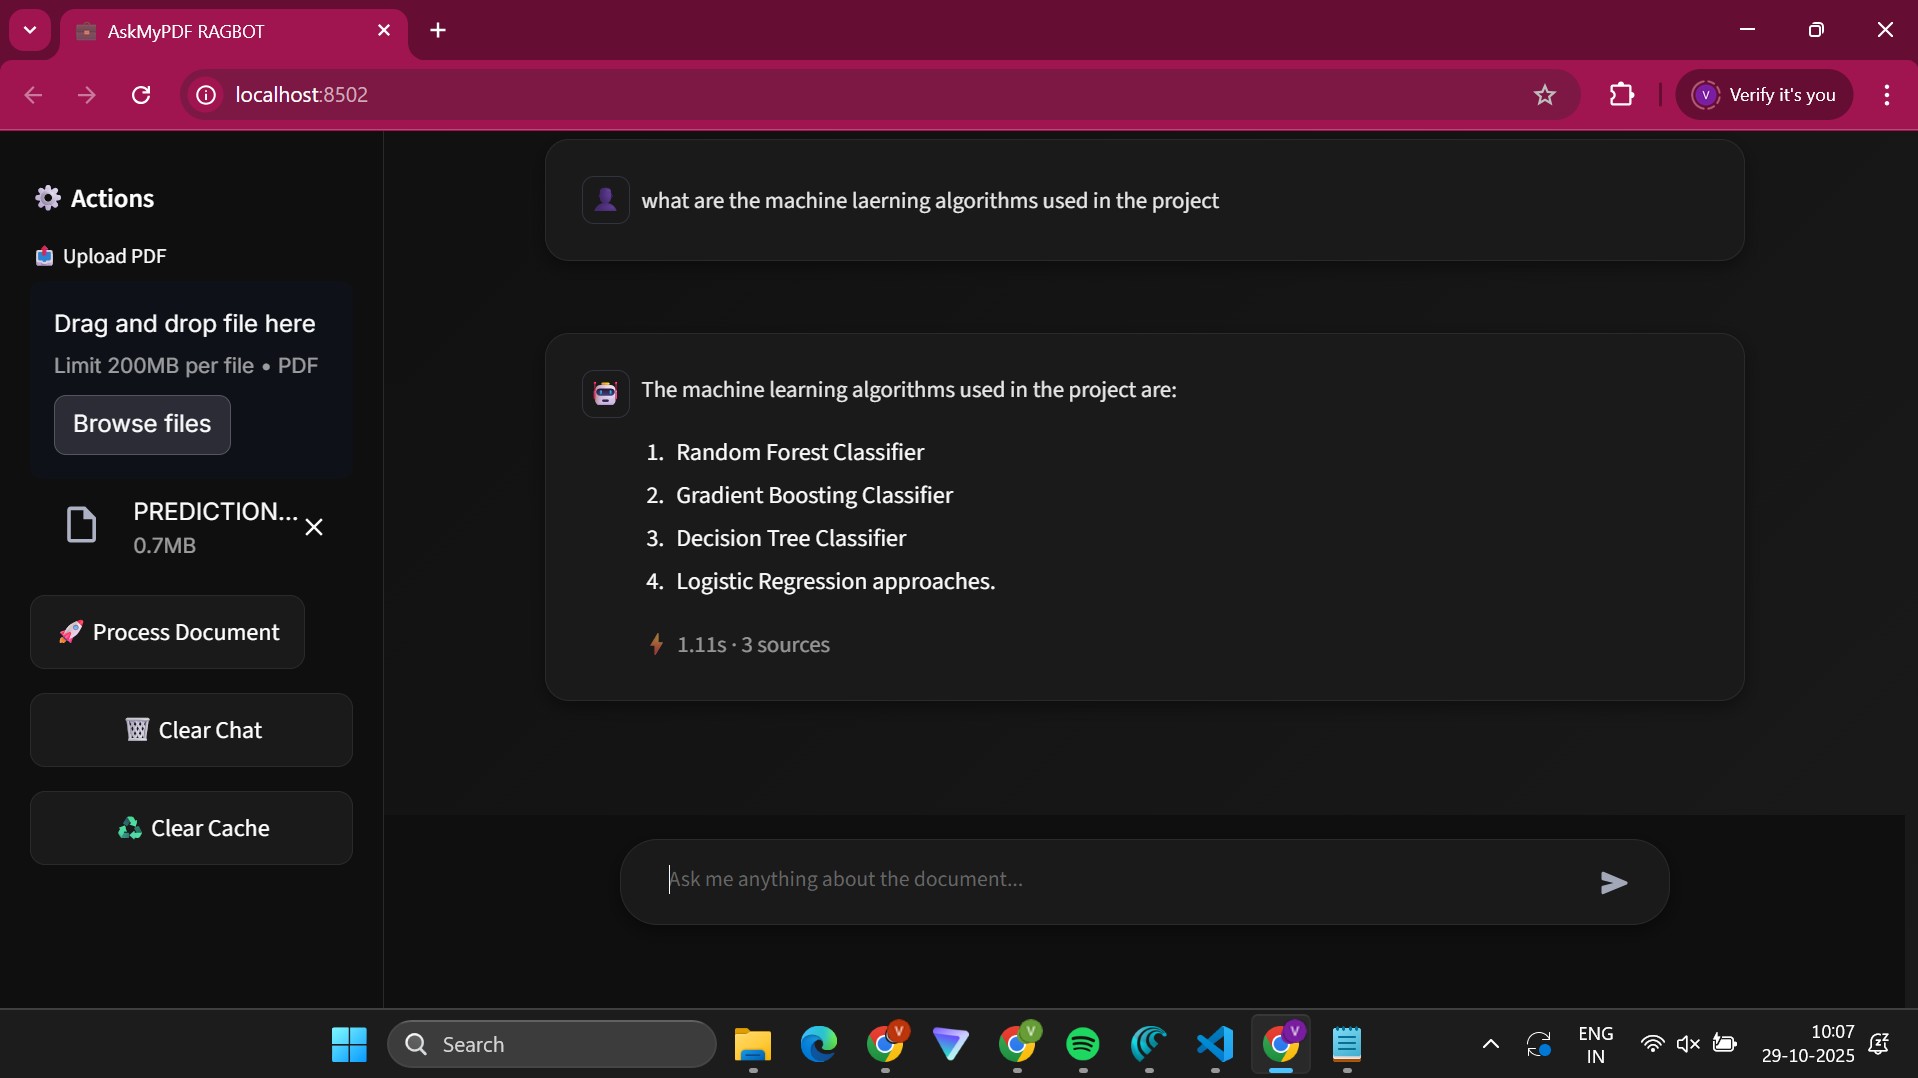 AskMyPDF RAGBOT
localhost:8502
V
Verify it's you
Actions
Upload PDF
Drag and drop file here
Limit 200MB per file • PDF
Browse files
PREDICTION...
0.7MB
Process Document
Clear Chat
Clear Cache
what are the machine laerning algorithms used in the project
The machine learning algorithms used in the project are:
1. Random Forest Classifier
2. Gradient Boosting Classifier
3. Decision Tree Classifier
4. Logistic Regression approaches.
1.11s · 3 sources
Ask me anything about the document...
Search
V
V
V
ENG
IN
10:07
29-10-2025